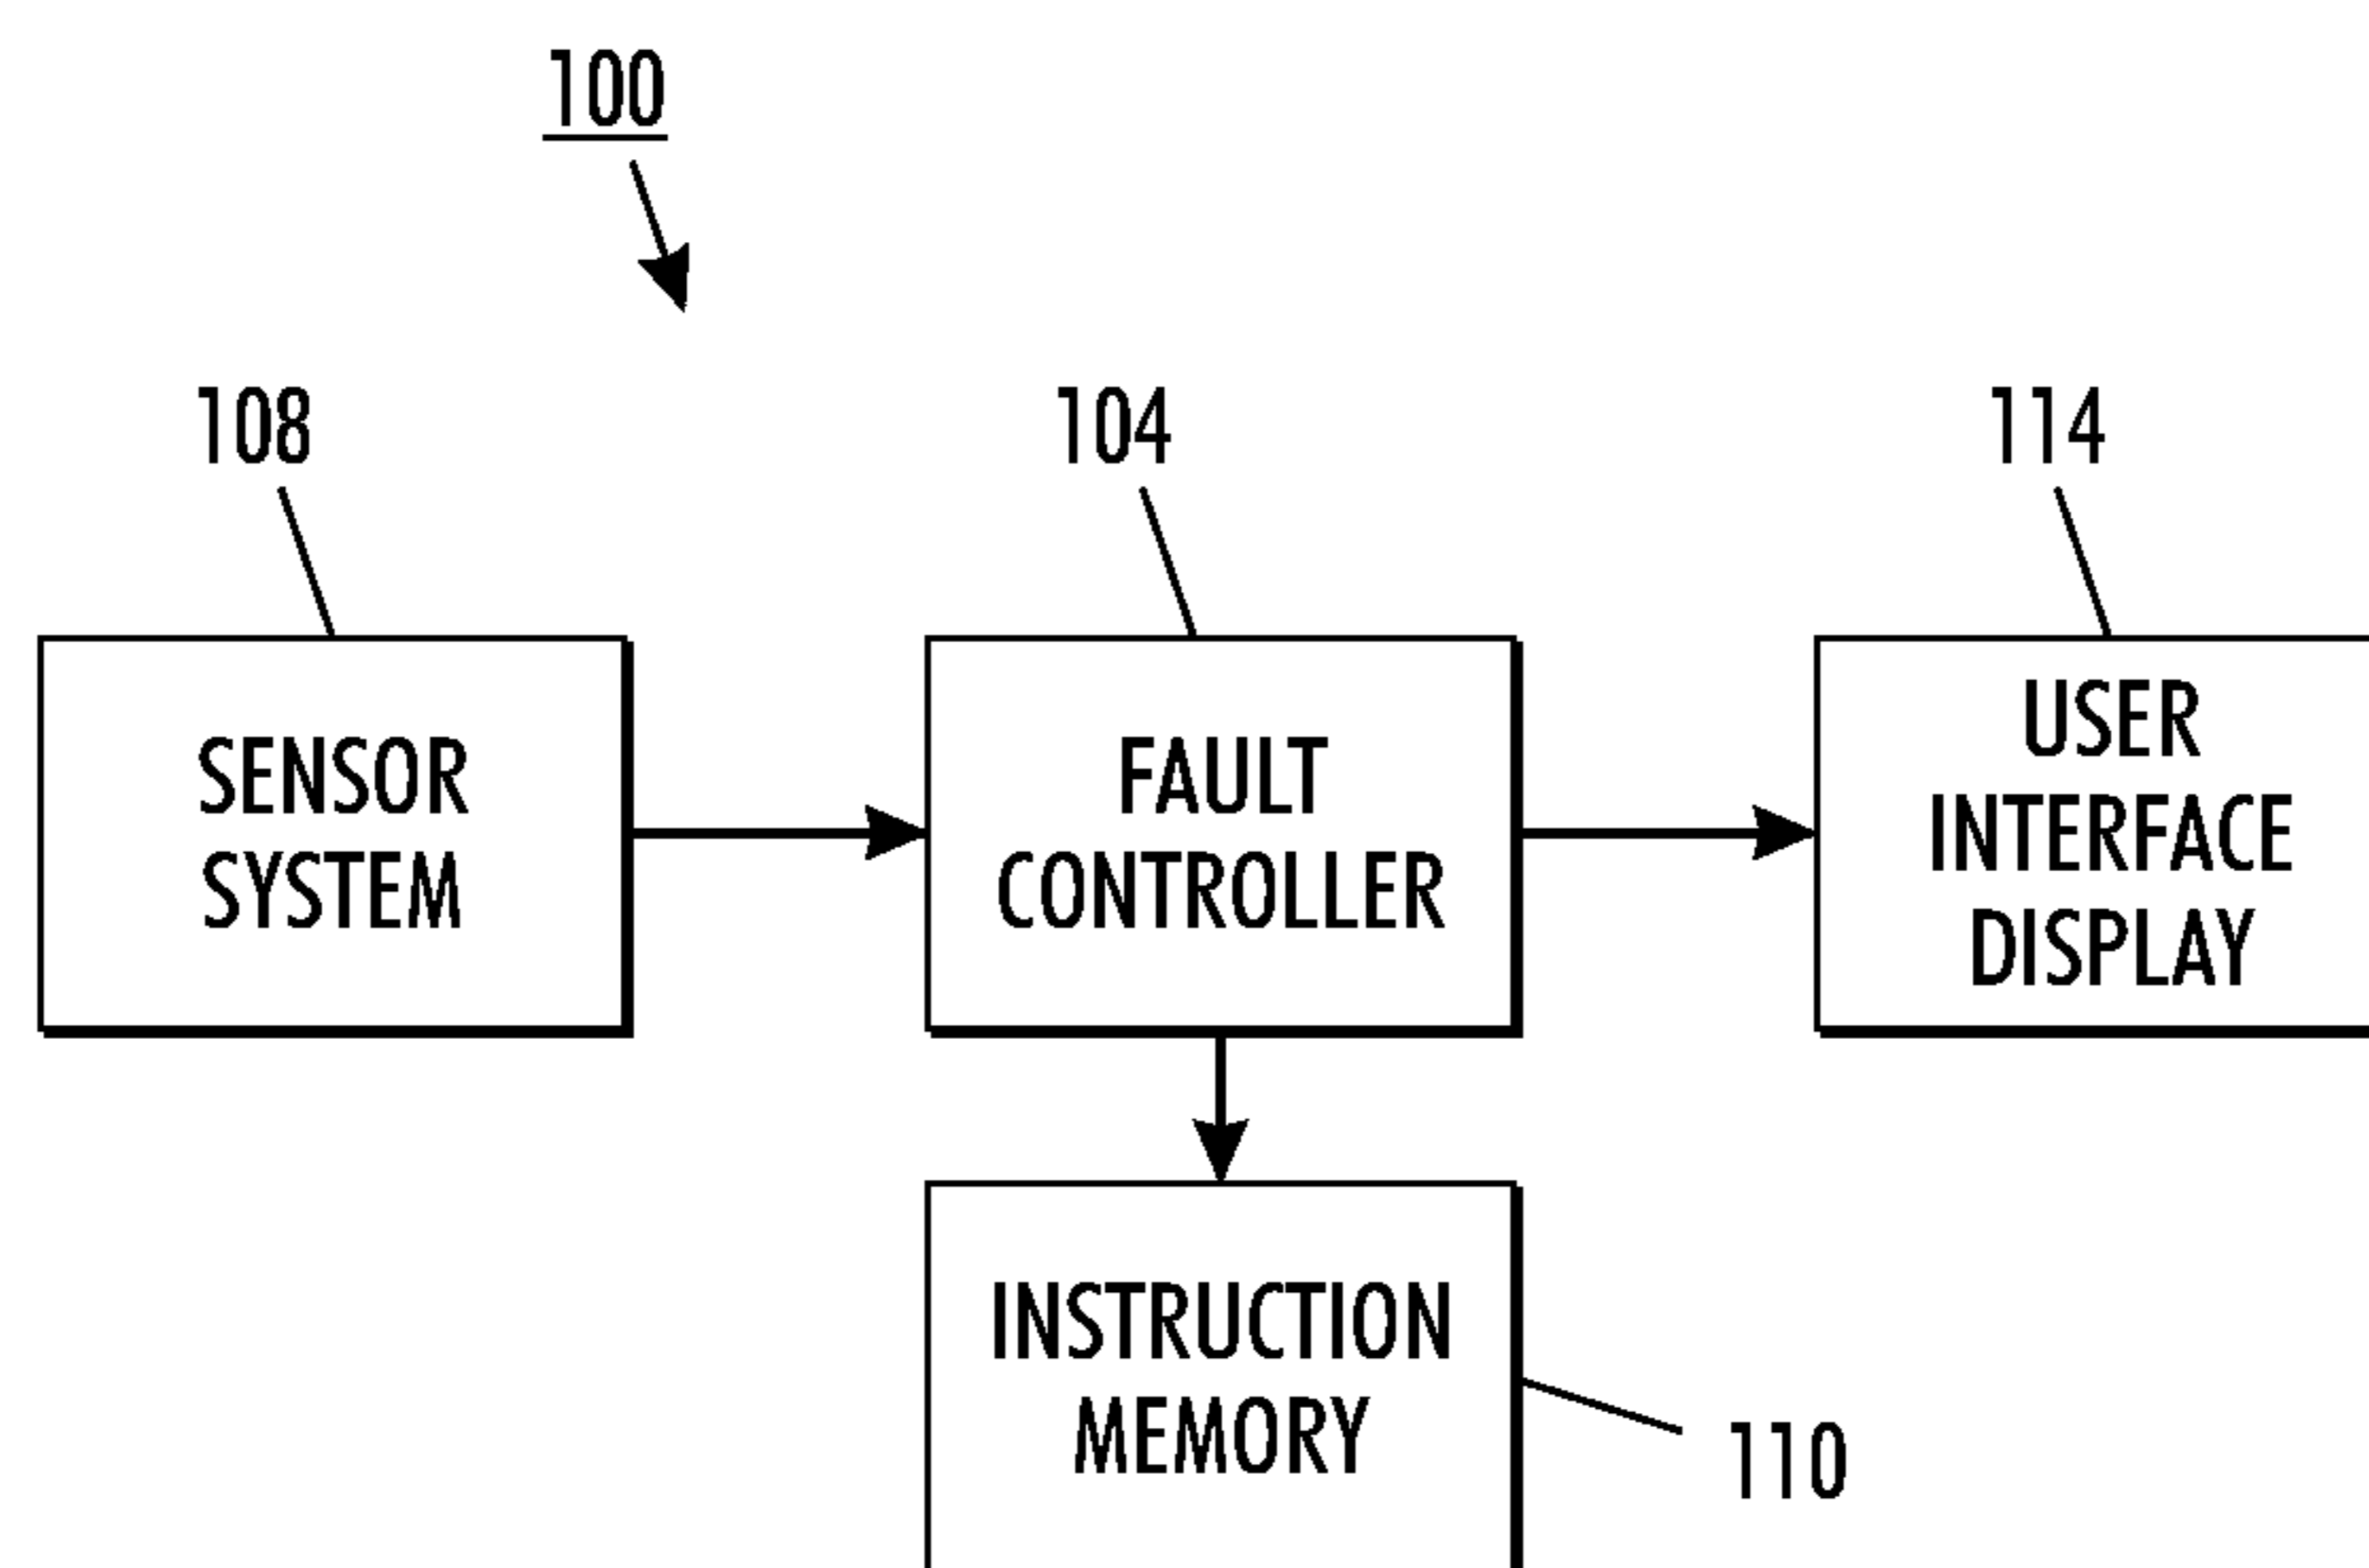 100
108
104
114
SENSOR
SYSTEM
FAULT
CONTROLLER
USER
INTERFACE
DISPLAY
INSTRUCTION
MEMORY
110